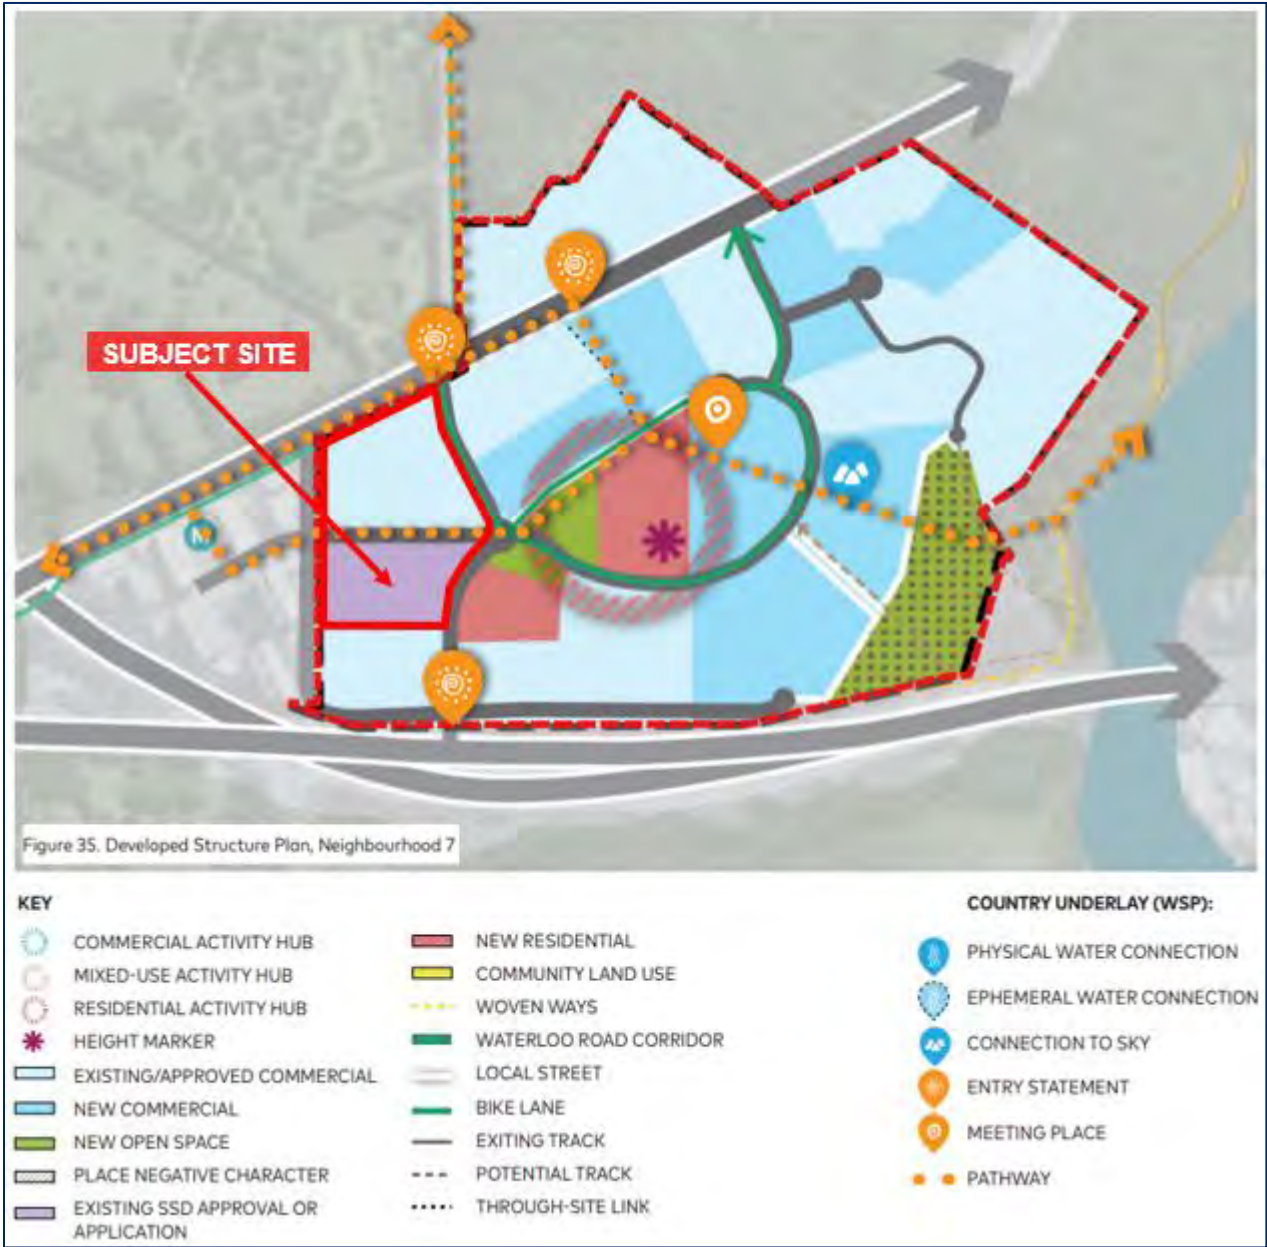 SUBJECT SITE
M
Figure 35. Developed Structure Plan, Neighbourhood 7
KEY
COMMERCIAL ACTIVITY HUB
MIXED-USE ACTIVITY HUB
RESIDENTIAL ACTIVITY HUB
HEIGHT MARKER
EXISTING/APPROVED COMMERCIAL
NEW COMMERCIAL
NEW OPEN SPACE
PLACE NEGATIVE CHARACTER
EXISTING SSD APPROVAL OR
APPLICATION
NEW RESIDENTIAL
COMMUNITY LAND USE
WOVEN WAYS
WATERLOO ROAD CORRIDOR
LOCAL STREET
BIKE LANE
EXITING TRACK
POTENTIAL TRACK
THROUGH-SITE LINK
COUNTRY UNDERLAY (WSP):
PHYSICAL WATER CONNECTION
EPHEMERAL WATER CONNECTION
CONNECTION TO SKY
ENTRY STATEMENT
MEETING PLACE
PATHWAY